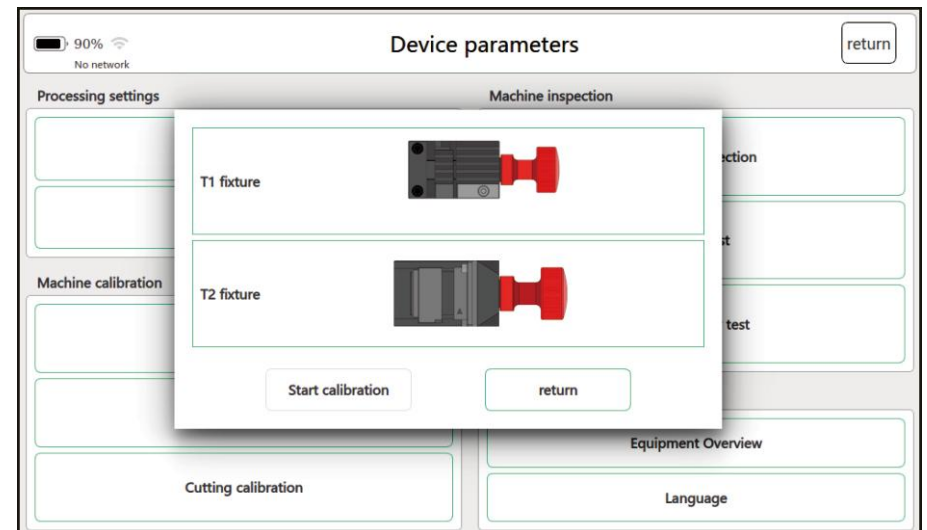 90%
No network
Device parameters
return
Processing settings
Machine inspection
T1 fixture
T2 fixture
Start calibration
return
Machine calibration
test
Cutting calibration
Equipment Overview
Language